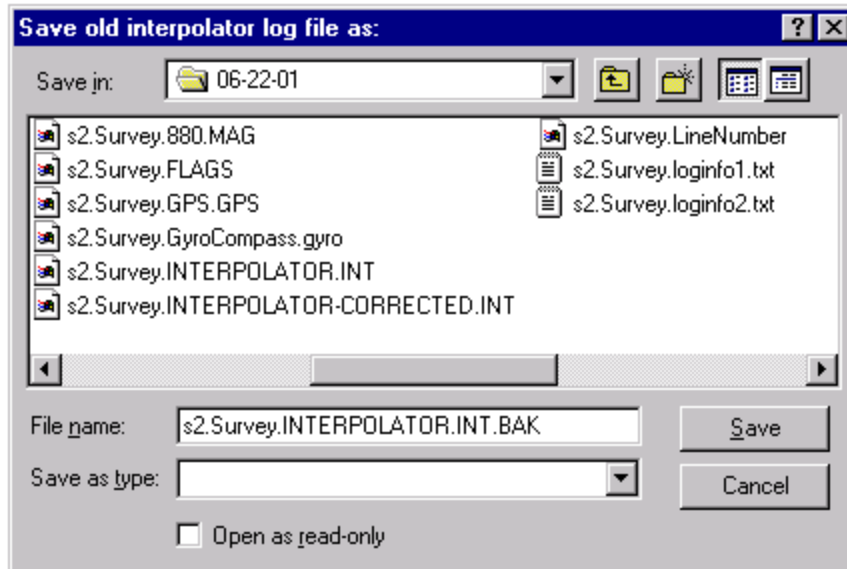 Save old interpolator log file as:
Save in: 06-22-01
s2.Survey.880.MAG
s2.Survey.FLAGS
s2.Survey.GPS.GPS
s2.Survey.GyroCompass.gyro
s2.Survey.INTERPOLATOR.INT
s2.Survey.INTERPOLATOR-CORRECTED.INT
s2.Survey.LineNumber
s2.Survey.loginfo1.txt
s2.Survey.loginfo2.txt
File name: s2.Survey.INTERPOLATOR.INT.BAK Save
Save as type: Cancel
Open as read-only